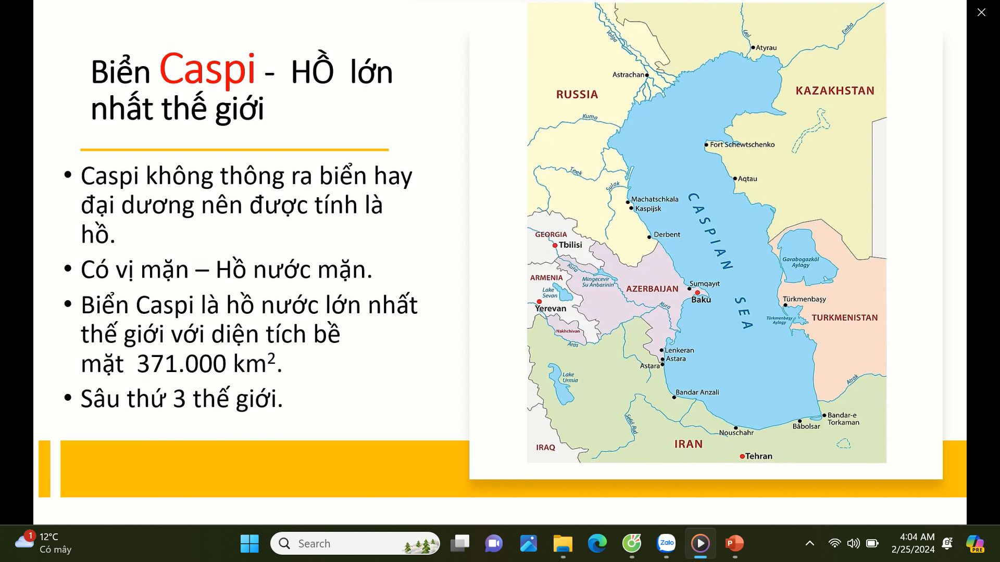 Biển Caspi - HỒ lớn
nhất thế giới
• Caspi không thông ra biển hay
đại dương nên được tính là
hồ.
• Có vị mặn – Hồ nước mặn.
• Biển Caspi là hồ nước lớn nhất
thế giới với diện tích bề
mặt 371.000 km².
• Sâu thứ 3 thế giới.
Volga
Ural
Emba
Atyrau
Astrachan
RUSSIA
KAZAKHSTAN
Kuma
Fort Schewtschenko
Terek
Aqtau
Sulak
Machatschkala
Kaspijsk
CASPIAN SEA
Derbent
GEORGIA
Tbilisi
Garabogazköl
Aylagy
Kura
ARMENIA
Mingecevir
Su Anbarinin
AZERBAIJAN
Sumqayıt
Baku
Lake
Sevan
Yerevan
Kura
Türkmenbaşy
Türkmenbaşy
Aylagy
TURKMENISTAN
Nakhchivan
Aras
Lenkeran
Astara
Astara
Lake
Urmia
Atrak
Bandar Anzali
Sefid Rud
Bandar-e
Torkaman
Bābolsar
Nouschahr
IRAQ
IRAN
Tehran
1
12°C
Có mây
Search
Zalo
P
4:04 AM
2/25/2024
PRE